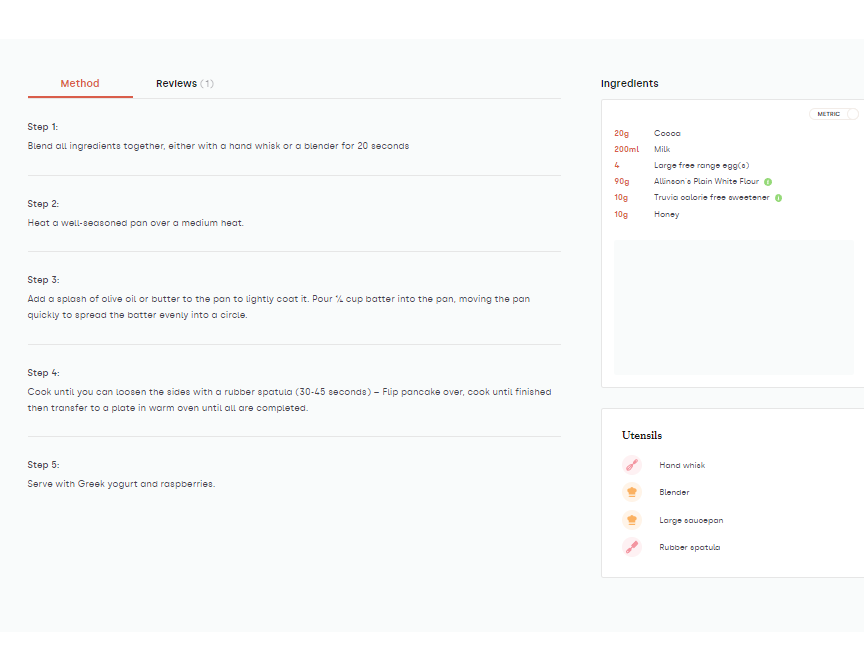 Method
Reviews (1)
Step 1:
Blend all ingredients together, either with a hand whisk or a blender for 20 seconds
Step 2:
Heat a well-seasoned pan over a medium heat.
Step 3:
Add a splash of olive oil or butter to the pan to lightly coat it. Pour ¼ cup batter into the pan, moving the pan
quickly to spread the batter evenly into a circle.
Step 4:
Cook until you can loosen the sides with a rubber spatula (30-45 seconds) – Flip pancake over, cook until finished
then transfer to a plate in warm oven until all are completed.
Step 5:
Serve with Greek yogurt and raspberries.
Ingredients
METRIC
20g Cocoa
200ml Milk
4 Large free range egg(s)
90g Allinson's Plain White Flour
10g Truvia calorie free sweetener
10g Honey
Utensils
Hand whisk
Blender
Large saucepan
Rubber spatula